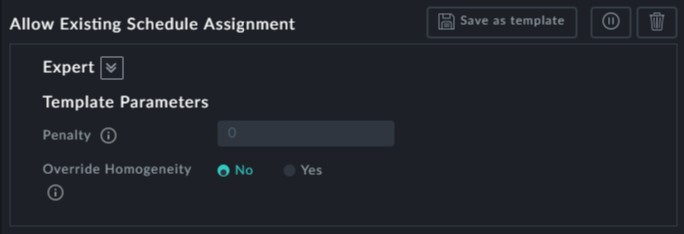 Allow Existing Schedule Assignment
Save as template
Expert
Template Parameters
Penalty
0
Override Homogeneity
No
Yes